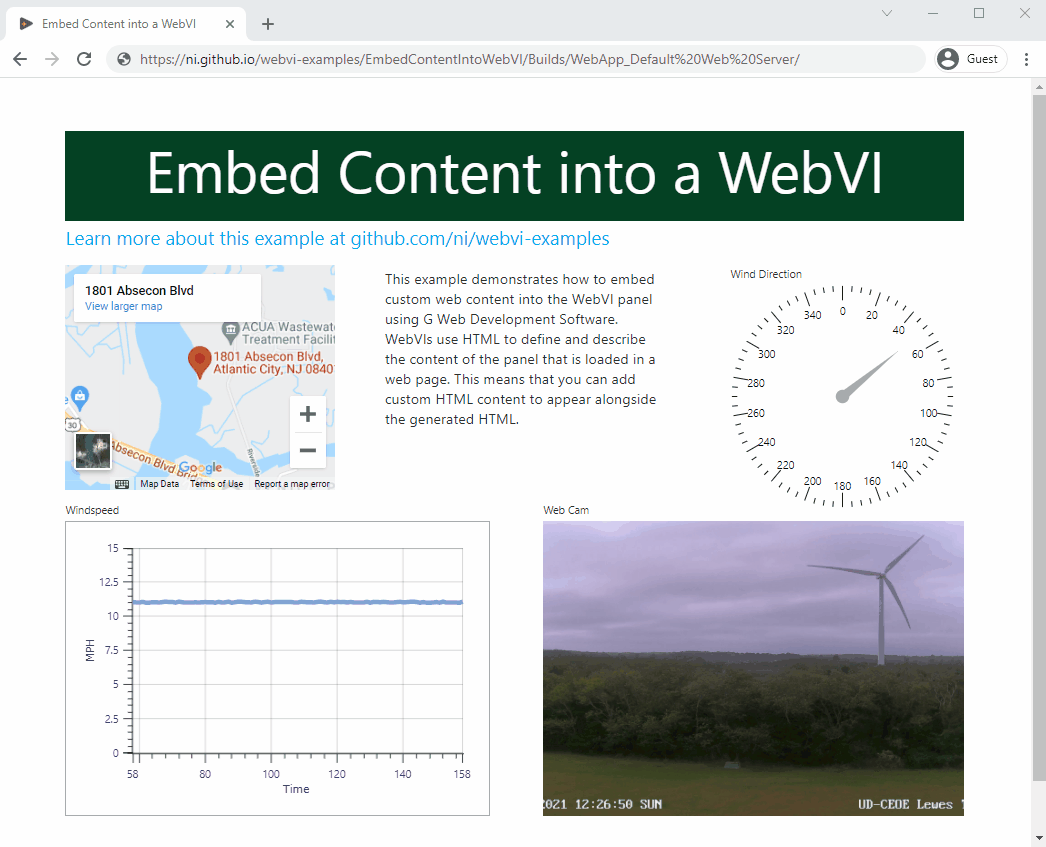 Embed Content into a WebVI
Guest
https://ni.github.io/webvi-examples/EmbedContentIntoWebVI/Builds/WebApp_Default%20Web%20Server/
Embed Content into a WebVI
Learn more about this example at github.com/ni/webvi-examples
1801 Absecon Blvd
View larger map
ACUA Wastewat
Treatment Facilit
1801 Absecon Blvd,
Atlantic City, NJ 0840
30
Absecon Blvd
Riverside
Google
Map Data
Terms of Use
Report a map error
This example demonstrates how to embed
custom web content into the WebVI panel
using G Web Development Software.
WebVIs use HTML to define and describe
the content of the panel that is loaded in a
web page. This means that you can add
custom HTML content to appear alongside
the generated HTML.
Wind Direction
0
20
40
60
80
100
120
140
160
180
200
220
240
260
280
300
320
340
Windspeed
15
12.5
10
7.5
5
2.5
0
MPH
58
80
100
120
140
158
Time
Web Cam
2021 12:26:50 SUN
UD-CEOE Lewes